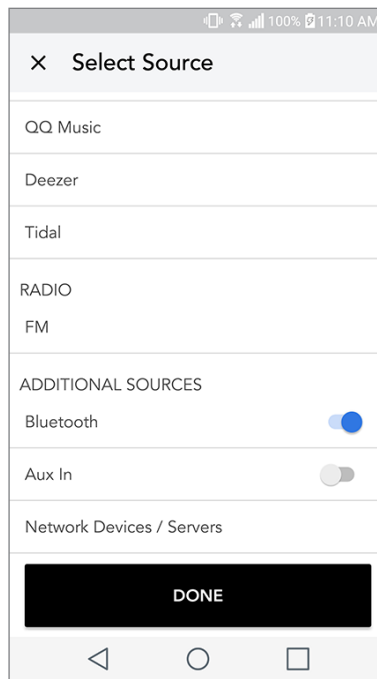 100% 11:10 AM
× Select Source
QQ Music
Deezer
Tidal
RADIO
FM
ADDITIONAL SOURCES
Bluetooth
Aux In
Network Devices / Servers
DONE